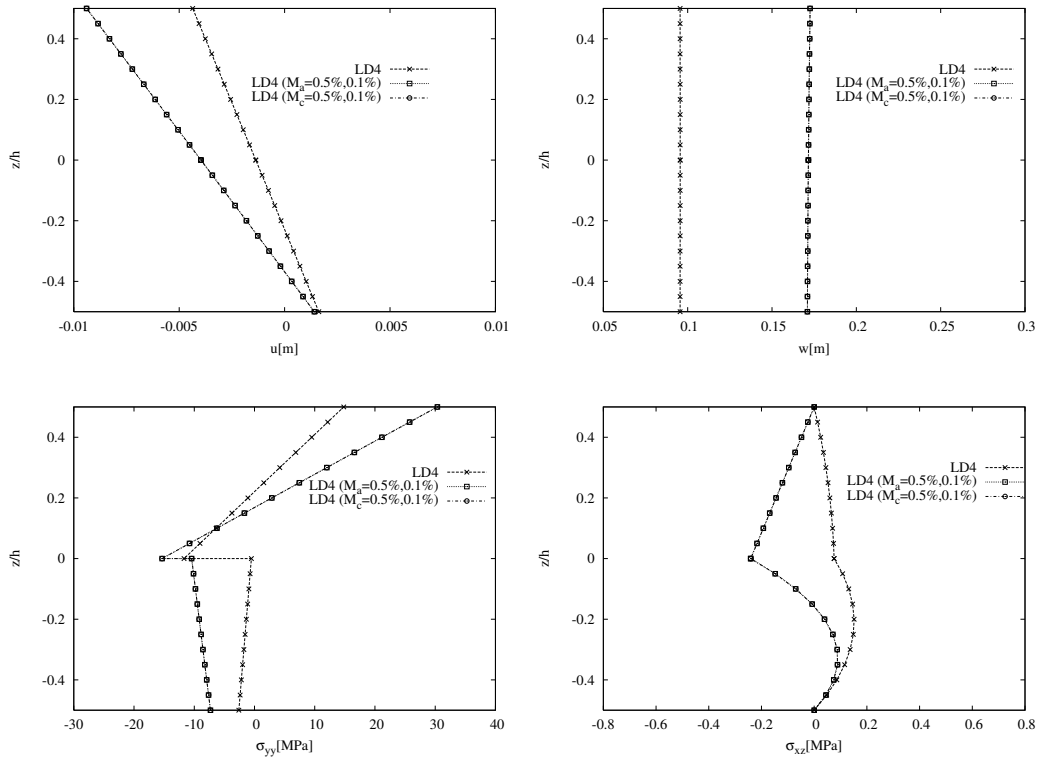 0.4
0.2
0
-0.2
-0.4
z/h
-0.01
-0.005
0
0.005
0.01
u[m]
LD4
LD4 (Ma=0.5%,0.1%)
LD4 (Mc=0.5%,0.1%)
0.4
0.2
0
-0.2
-0.4
z/h
0.05
0.1
0.15
0.2
0.25
0.3
w[m]
LD4
LD4 (Ma=0.5%,0.1%)
LD4 (Mc=0.5%,0.1%)
0.4
0.2
0
-0.2
-0.4
z/h
-30
-20
-10
0
10
20
30
40
σyy[MPa]
LD4
LD4 (Ma=0.5%,0.1%)
LD4 (Mc=0.5%,0.1%)
0.4
0.2
0
-0.2
-0.4
z/h
-0.8
-0.6
-0.4
-0.2
0
0.2
0.4
0.6
0.8
σxz[MPa]
LD4
LD4 (Ma=0.5%,0.1%)
LD4 (Mc=0.5%,0.1%)